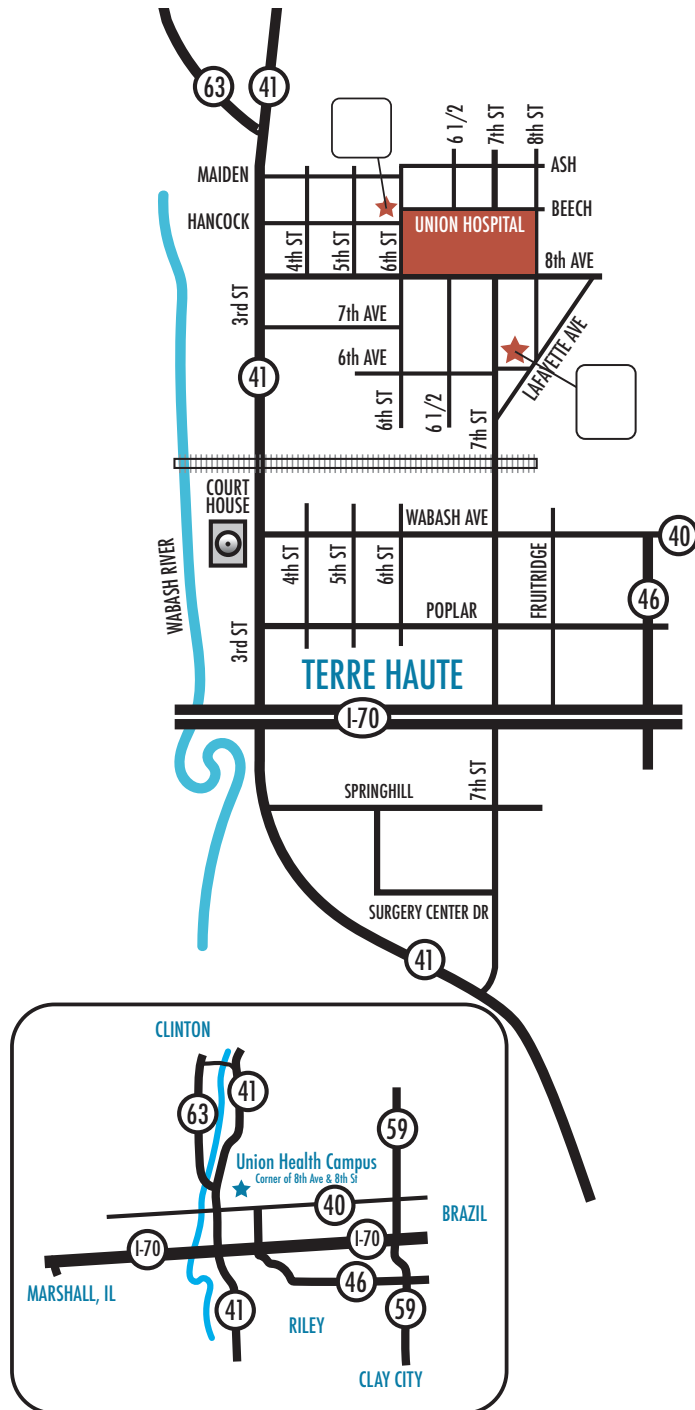 63
41
6 1/2
7th ST
8th ST
MAIDEN
ASH
HANCOCK
BEECH
UNION HOSPITAL
4th ST
5th ST
6th ST
8th AVE
3rd ST
7th AVE
6th AVE
LAFAYETTE AVE
41
6th ST
6 1/2
7th ST
COURT
HOUSE
WABASH AVE
40
WABASH RIVER
4th ST
5th ST
6th ST
FRUITRIDGE
46
POPLAR
3rd ST
TERRE HAUTE
I-70
SPRINGHILL
7th ST
SURGERY CENTER DR
41
CLINTON
41
63
59
Union Health Campus
Corner of 8th Ave & 8th St
40
BRAZIL
I-70
I-70
MARSHALL, IL
46
41
59
RILEY
CLAY CITY